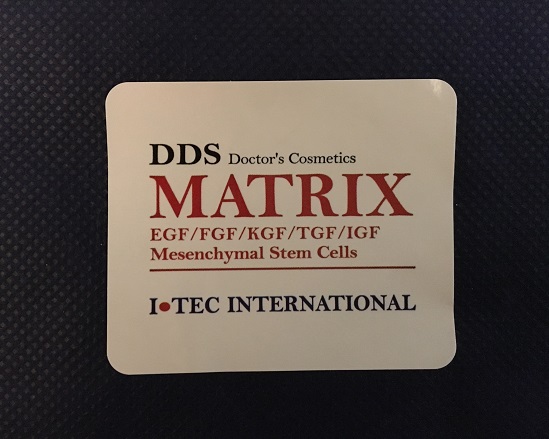 DDS Doctor's Cosmetics
MATRIX
EGF/FGF/KGF/TGF/IGF
Mesenchymal Stem Cells
I•TEC INTERNATIONAL